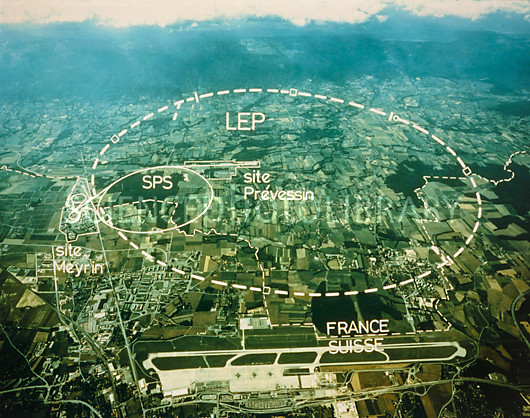 LEP
SPS
site
Prévessin
SCIENCE PHOTO LIBRARY
site
Meyrin
FRANCE
SUISSE